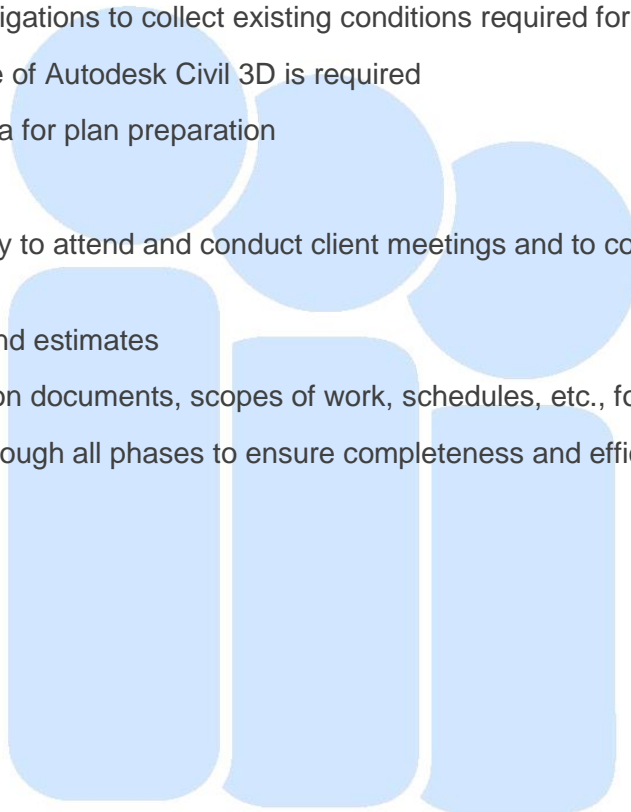 igations to collect existing conditions required for
e of Autodesk Civil 3D is required
a for plan preparation
y to attend and conduct client meetings and to co
nd estimates
on documents, scopes of work, schedules, etc., fo
ough all phases to ensure completeness and effi